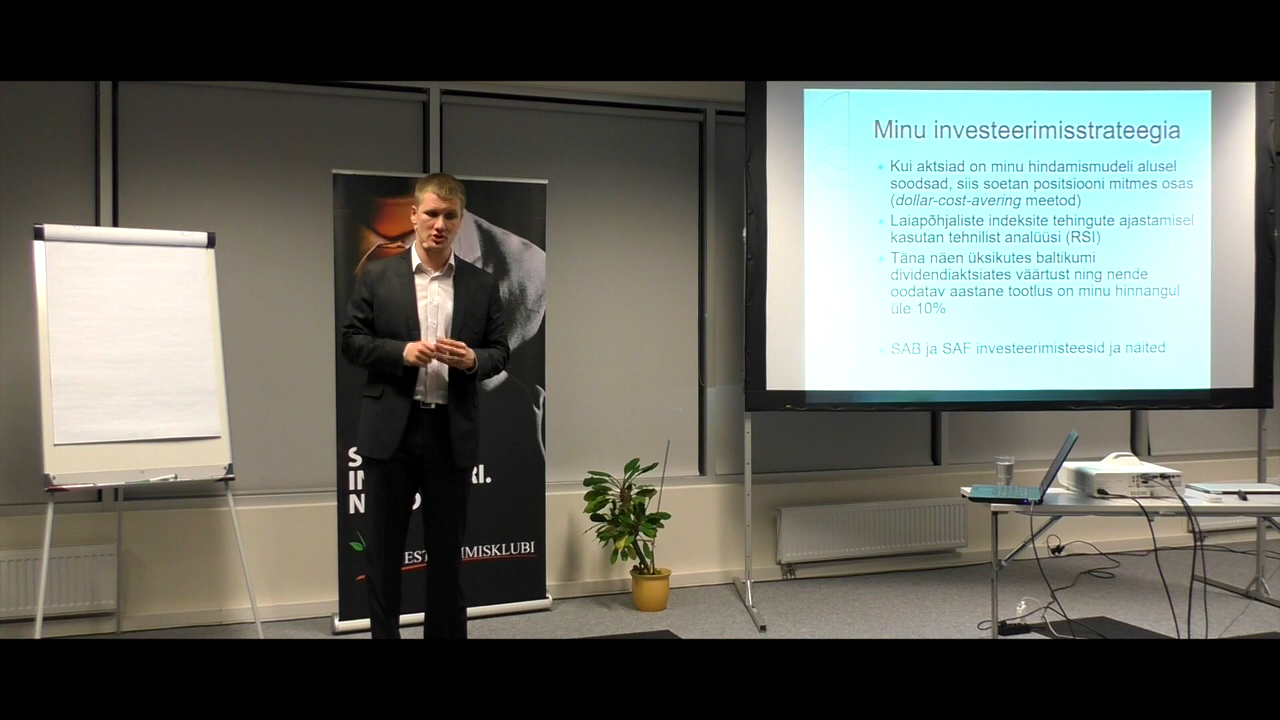 Minu investeerimisstrateegia
Kui aktsiad on minu hindamismudeli alusel
soodsad, siis soetan positsiooni mitmes osas
(dollar-cost-avering meetod)
Laiapõhjaliste indeksite tehingute ajastamisel
kasutan tehnilist analüüsi (RSI)
Täna näen üksikutes baltikumi
dividendiaktsiates väärtust ning nende
oodatav aastane tootlus on minu hinnangul
üle 10%
SAB ja SAF investeerimisteesid ja näited